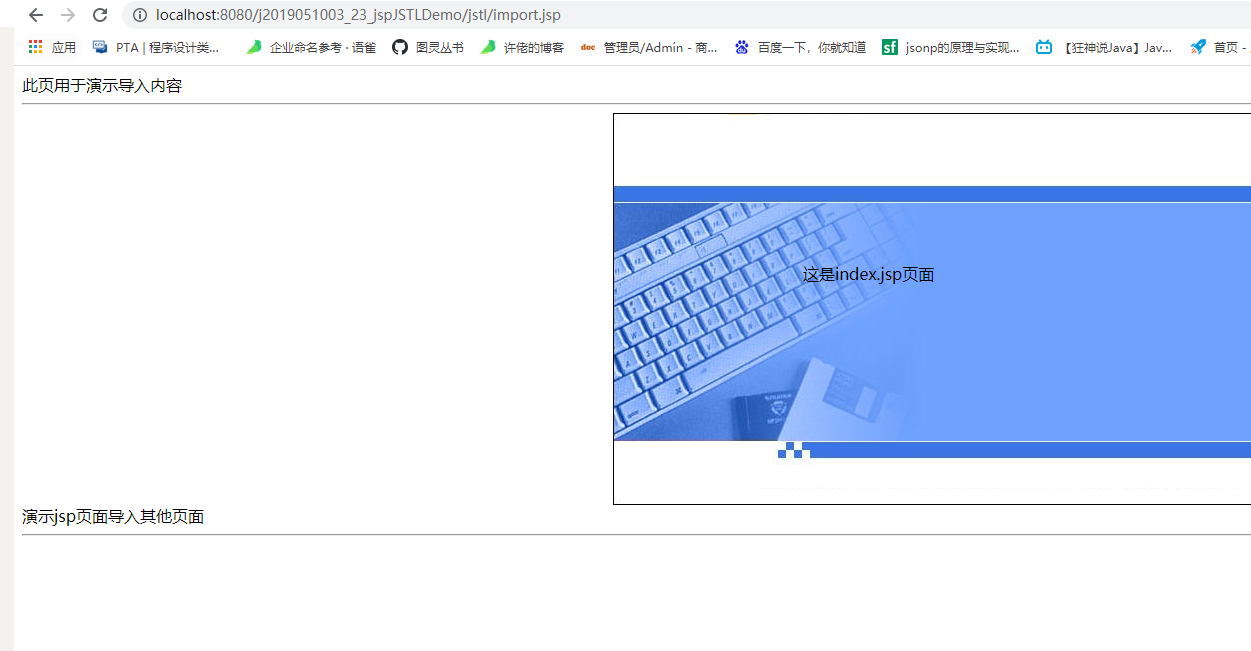 localhost:8080/j2019051003_23_jspJSTLDemo/jstl/import.jsp
应用 PTA | 程序设计类... 企业命名参考 · 语雀 图灵丛书 许佬的博客 doc 管理员/Admin - 商... 百度一下，你就知道 sf jsonp的原理与实现... 【狂神说Java】Jav... 首页 -
此页用于演示导入内容
这是index.jsp页面
演示jsp页面导入其他页面